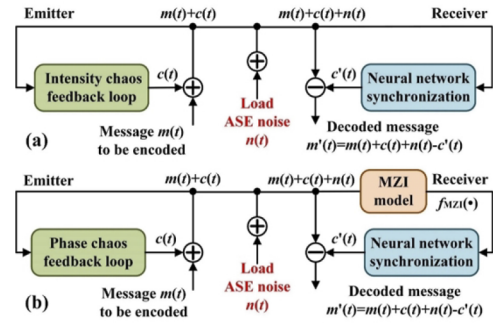 Emitter m(t)+c(t) m(t)+c(t)+n(t) Receiver
Intensity chaos
feedback loop
c(t)
c'(t)
Neural network
synchronization
Load
ASE noise
n(t)
Message m(t)
to be encoded
Decoded message
m'(t)=m(t)+c(t)+n(t)-c'(t)
(a)
Emitter m(t)+c(t) m(t)+c(t)+n(t) Receiver
MZI
model
fMZI(•)
Phase chaos
feedback loop
c(t)
c'(t)
Neural network
synchronization
Load
ASE noise
n(t)
Message m(t)
to be encoded
Decoded message
m'(t)=m(t)+c(t)+n(t)-c'(t)
(b)